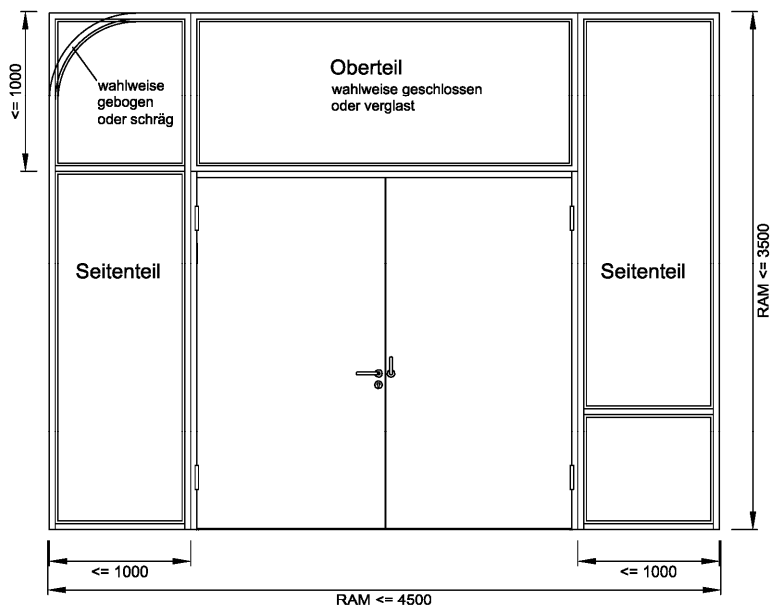 <= 1000
wahlweise
gebogen
oder schräg
Oberteil
wahlweise geschlossen
oder verglast
Seitenteil
Seitenteil
RAM <= 3500
<= 1000
<= 1000
RAM <= 4500